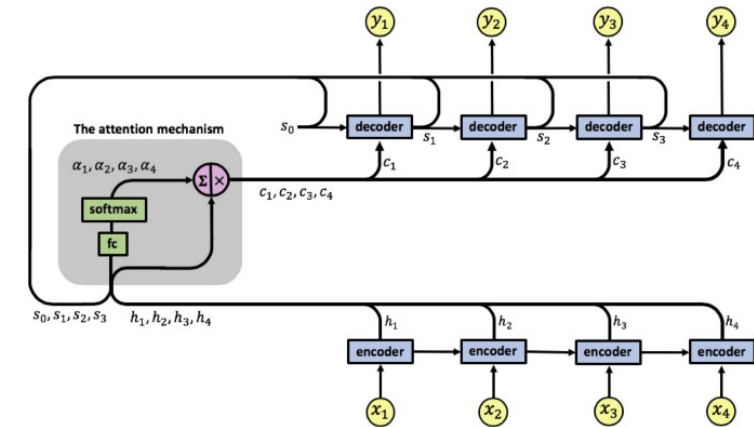 y₁ y₂ y₃ y₄
s₀ decoder s₁ decoder s₂ decoder s₃ decoder
The attention mechanism
c₁ c₂ c₃ c₄
α₁, α₂, α₃, α₄
Σ ×
c₁, c₂, c₃, c₄
softmax
fc
s₀, s₁, s₂, s₃ h₁, h₂, h₃, h₄
h₁ h₂ h₃ h₄
encoder encoder encoder encoder
x₁ x₂ x₃ x₄